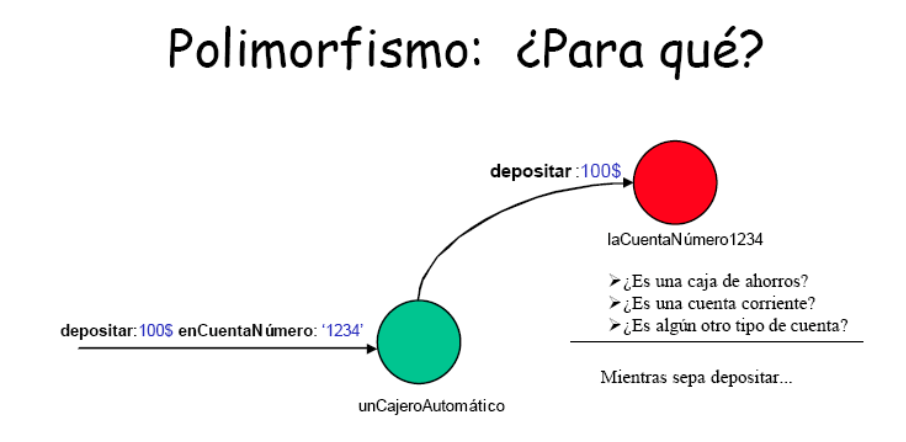 Polimorfismo: ¿Para qué?
depositar :100$
laCuentaNúmero1234
➢¿Es una caja de ahorros?
➢¿Es una cuenta corriente?
➢¿Es algún otro tipo de cuenta?
depositar:100$ enCuentaNúmero: ‘1234’
Mientras sepa depositar...
unCajeroAutomático